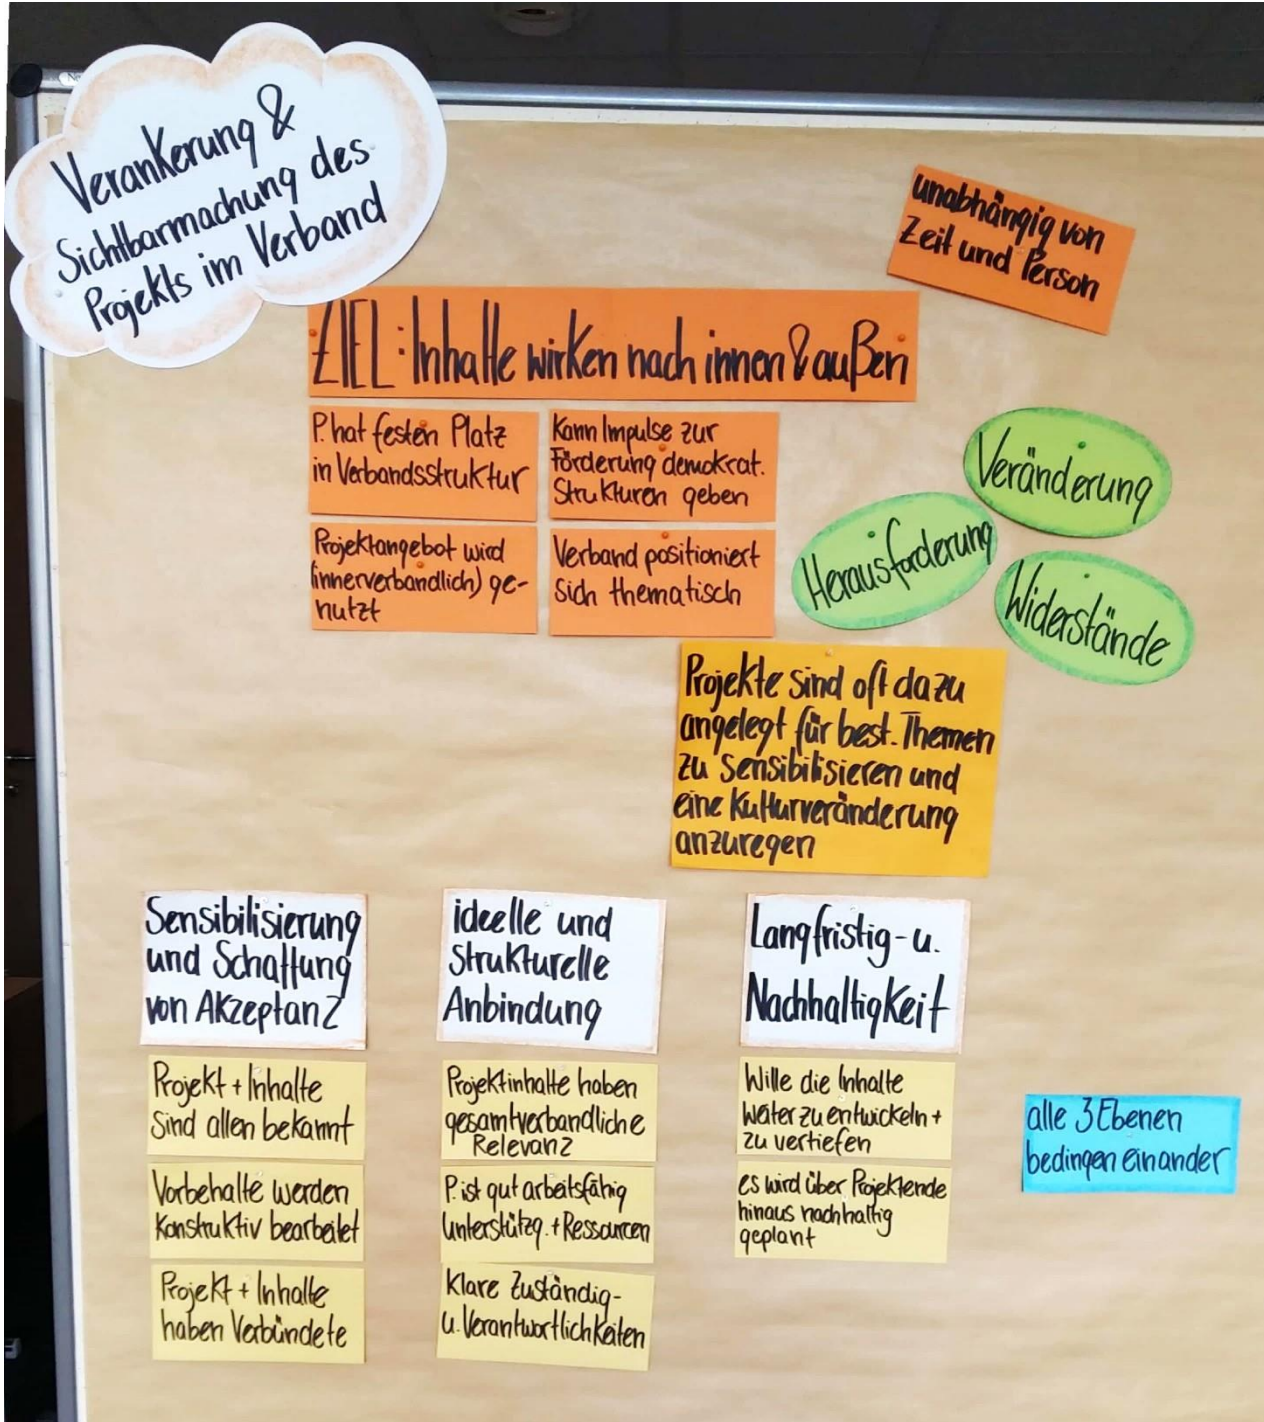 Verankerung &
Sichtbarmachung des
Projekts im Verband
unabhängig von
Zeit und Person
ZIEL: Inhalte wirken nach innen & außen
P. hat festen Platz
in Verbandsstruktur
Kann Impulse zur
Förderung demokrat.
Strukturen geben
Projektangebot wird
(innerverbandlich) ge-
nutzt
Verband positioniert
sich thematisch
Veränderung
Herausforderung
Widerstände
Projekte sind oft dazu
angelegt für best. Themen
zu sensibilisieren und
eine Kulturveränderung
anzuregen
Sensibilisierung
und Schaffung
von Akzeptanz
Projekt + Inhalte
sind allen bekannt
Vorbehalte werden
konstruktiv bearbeitet
Projekt + Inhalte
haben Verbündete
ideelle und
strukturelle
Anbindung
Projektinhalte haben
gesamtverbandliche
Relevanz
P. ist gut arbeitsfähig
Unterstützg. + Ressourcen
Klare Zuständig-
u. Verantwortlichkeiten
Langfristig- u.
Nachhaltigkeit
Wille die Inhalte
weiterzuentwickeln +
zu vertiefen
es wird über Projektende
hinaus nachhaltig
geplant
alle 3 Ebenen
bedingen einander